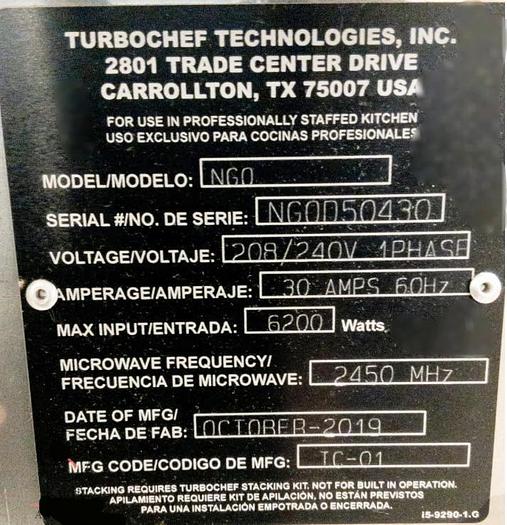 TURBOCHEF TECHNOLOGIES, INC.
2801 TRADE CENTER DRIVE
CARROLLTON, TX 75007 USA
FOR USE IN PROFESSIONALLY STAFFED KITCHEN
USO EXCLUSIVO PARA COCINAS PROFESIONALES
MODEL/MODELO: NGO
SERIAL #/NO. DE SERIE: NGOD50430
VOLTAGE/VOLTAJE: 208/240V 1PHASE
AMPERAGE/AMPERAJE: 30 AMPS 60Hz
MAX INPUT/ENTRADA: 6200 Watts
MICROWAVE FREQUENCY/
FRECUENCIA DE MICROWAVE: 2450 MHz
DATE OF MFG/
FECHA DE FAB: OCTOBER-2019
MFG CODE/CODIGO DE MFG: TC-01
STACKING REQUIRES TURBOCHEF STACKING KIT. NOT FOR BUILT IN OPERATION.
APILAMIENTO REQUIERE KIT DE APILACIÓN, NO ESTÁN PREVISTOS
PARA UNA INSTALACIÓN EMPOTRADA O ENCERRADA.
I5-9290-1.G